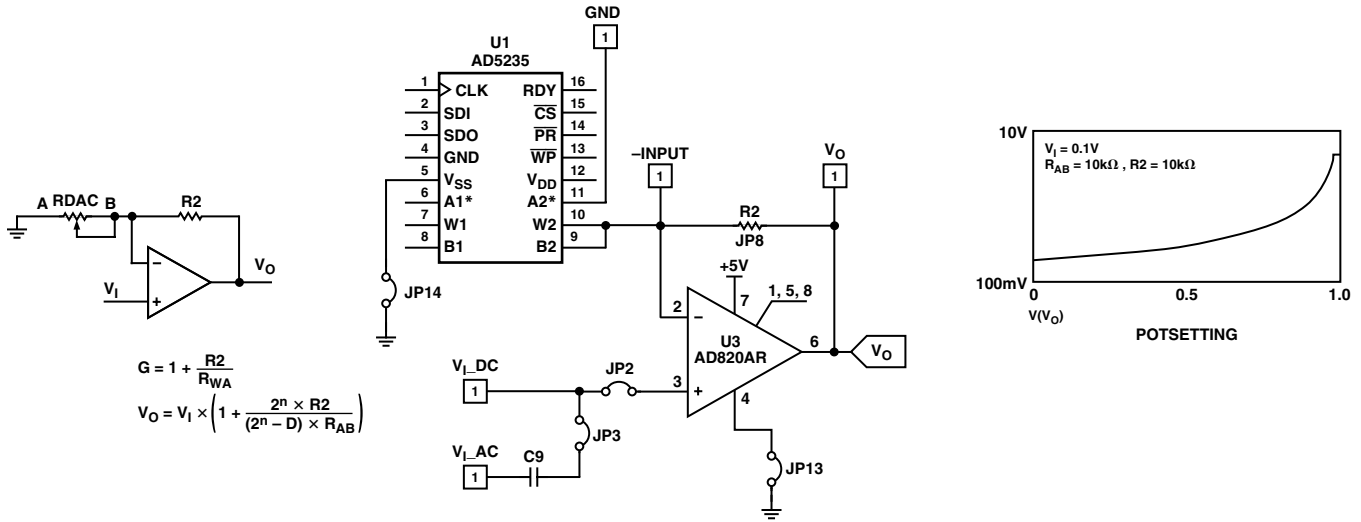 A RDAC B
R2
−
+
V_I
V_O
G = 1 + R2 / R_WA
V_O = V_I × (1 + 2^n × R2 / (2^n − D) × R_AB)
U1
AD5235
1 CLK
2 SDI
3 SDO
4 GND
5 V_SS
6 A1*
7 W1
8 B1
RDY 16
CS 15
PR 14
WP 13
V_DD 12
A2* 11
W2 10
B2 9
GND
1
JP14
−INPUT
1
V_O
1
R2
JP8
+5V
7
1, 5, 8
2 −
U3
AD820AR
6
V_O
3 +
4
JP13
V_I_DC
1
JP2
JP3
V_I_AC
1
C9
10V
V_I = 0.1V
R_AB = 10kΩ , R2 = 10kΩ
100mV
0
0.5
1.0
V(V_O)
POTSETTING